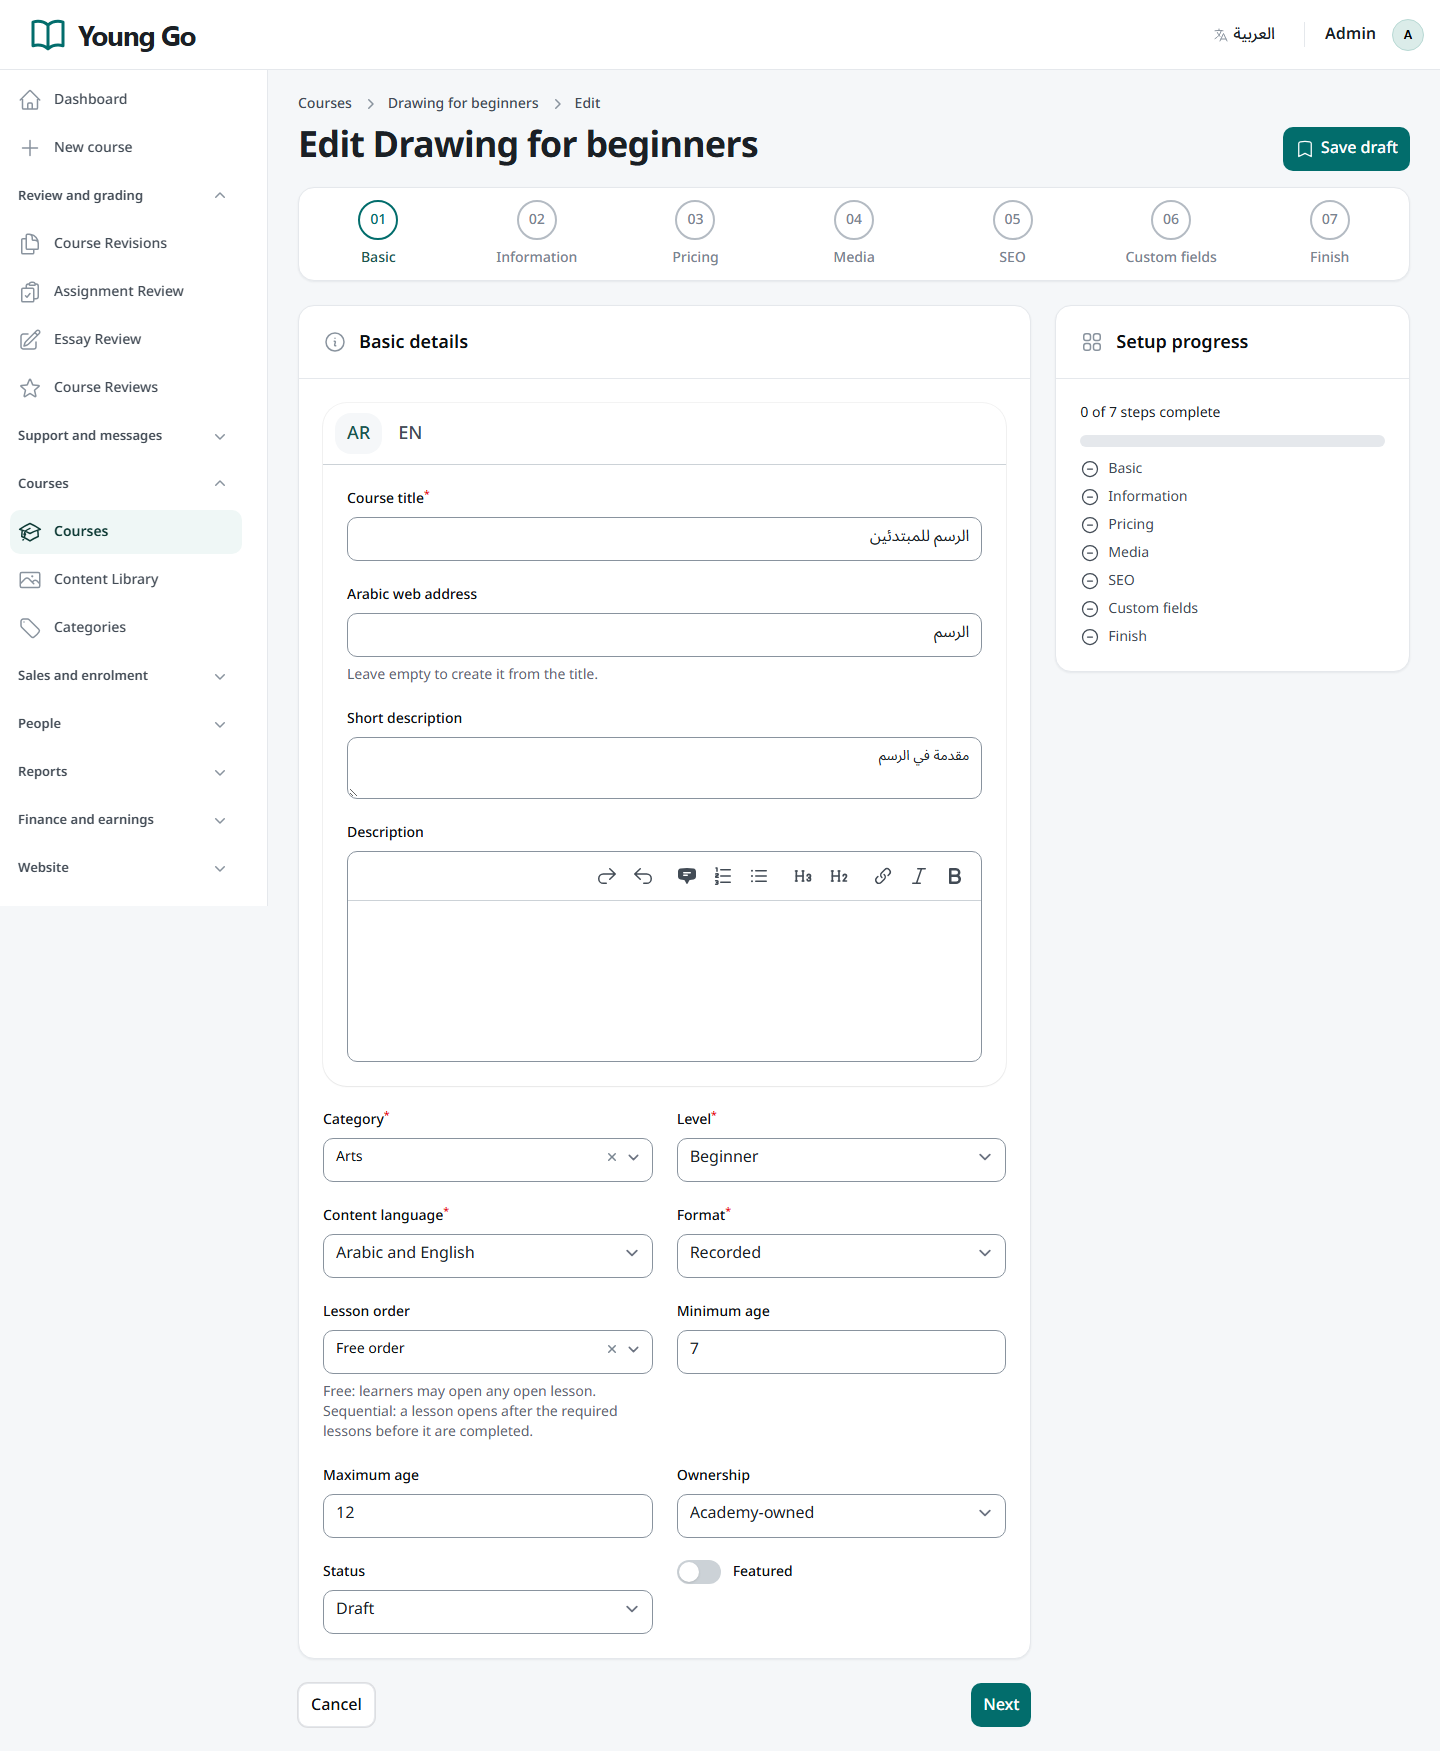 Young Go
العربية
Admin
A
Dashboard
New course
Review and grading
Course Revisions
Assignment Review
Essay Review
Course Reviews
Support and messages
Courses
Courses
Content Library
Categories
Sales and enrolment
People
Reports
Finance and earnings
Website
Courses > Drawing for beginners > Edit
Edit Drawing for beginners
Save draft
01
Basic
02
Information
03
Pricing
04
Media
05
SEO
06
Custom fields
07
Finish
Basic details
AR
EN
Course title*
الرسم للمبتدئين
Arabic web address
الرسم
Leave empty to create it from the title.
Short description
مقدمة في الرسم
Description
H3
H2
I
B
Category*
Arts
Level*
Beginner
Content language*
Arabic and English
Format*
Recorded
Lesson order
Free order
Free: learners may open any open lesson.
Sequential: a lesson opens after the required
lessons before it are completed.
Minimum age
7
Maximum age
12
Ownership
Academy-owned
Status
Draft
Featured
Cancel
Next
Setup progress
0 of 7 steps complete
Basic
Information
Pricing
Media
SEO
Custom fields
Finish